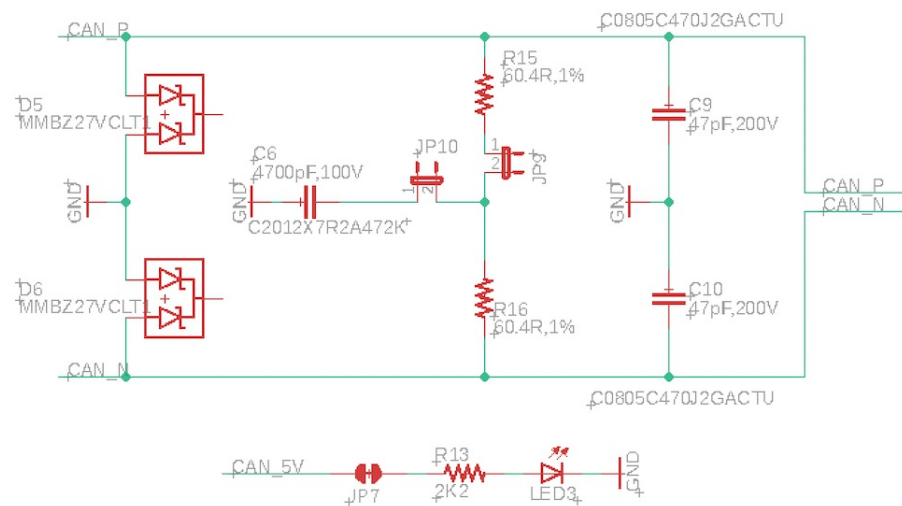 CAN_P
C0805C470J2GACTU
R15
60.4R,1%
D5
MMBZ27VCLT1
C9
47pF,200V
JP10
1
2
JP9
C6
4700pF,100V
1
2
GND
GND
GND
CAN_P
CAN_N
C2012X7R2A472K
D6
MMBZ27VCLT1
C10
47pF,200V
R16
60.4R,1%
CAN_N
C0805C470J2GACTU
CAN_5V
R13
JP7
2K2
LED3
GND